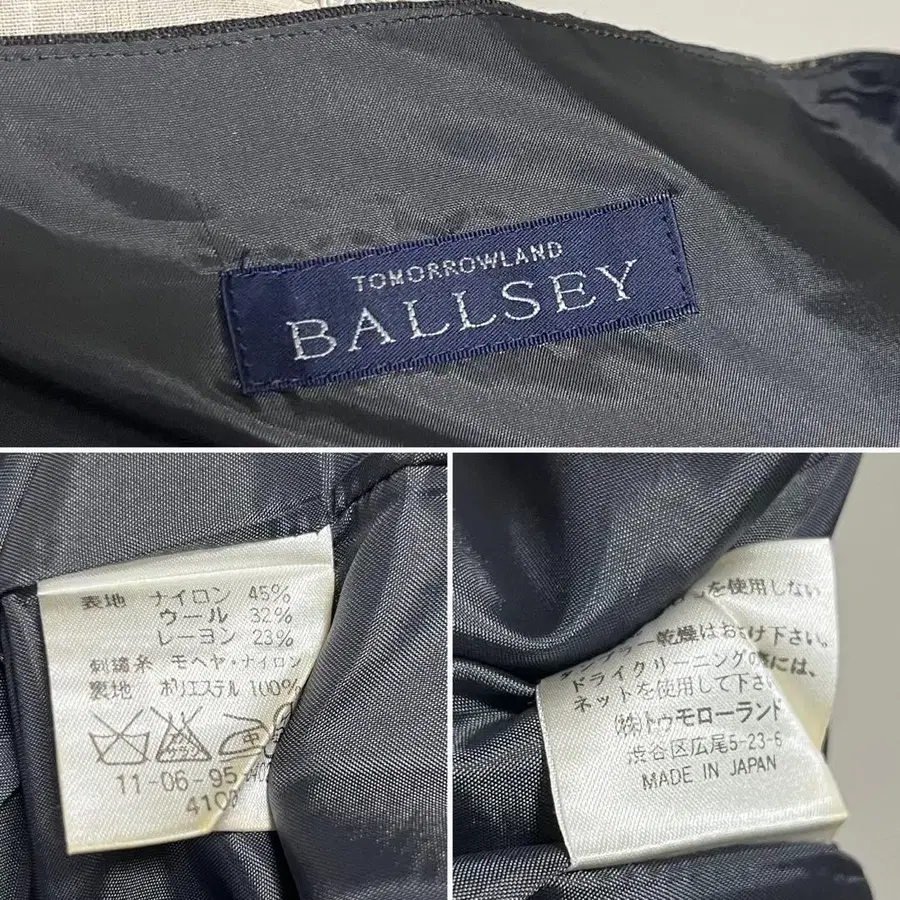 TOMORROWLAND
BALLSEY
表地 ナイロン 45%
ウール 32%
レーヨン 23%
刺繍糸 モヘヤ・ナイロン
裏地 ポリエステル 100%
11-06-95
4100
を使用しない
乾燥はお下さい。
ドライクリーニングの際には、
ネットを使用して下さ
(株)トゥモローランド
渋谷区広尾5-23-6
MADE IN JAPAN